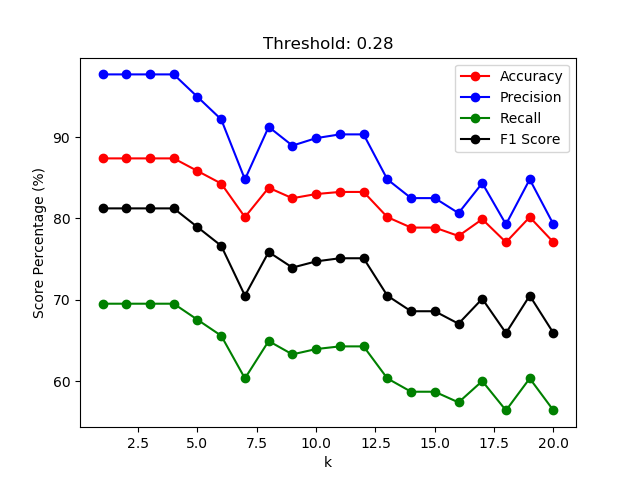 Threshold: 0.28
Accuracy
Precision
Recall
F1 Score
Score Percentage (%)
90
80
70
60
2.5 5.0 7.5 10.0 12.5 15.0 17.5 20.0
k